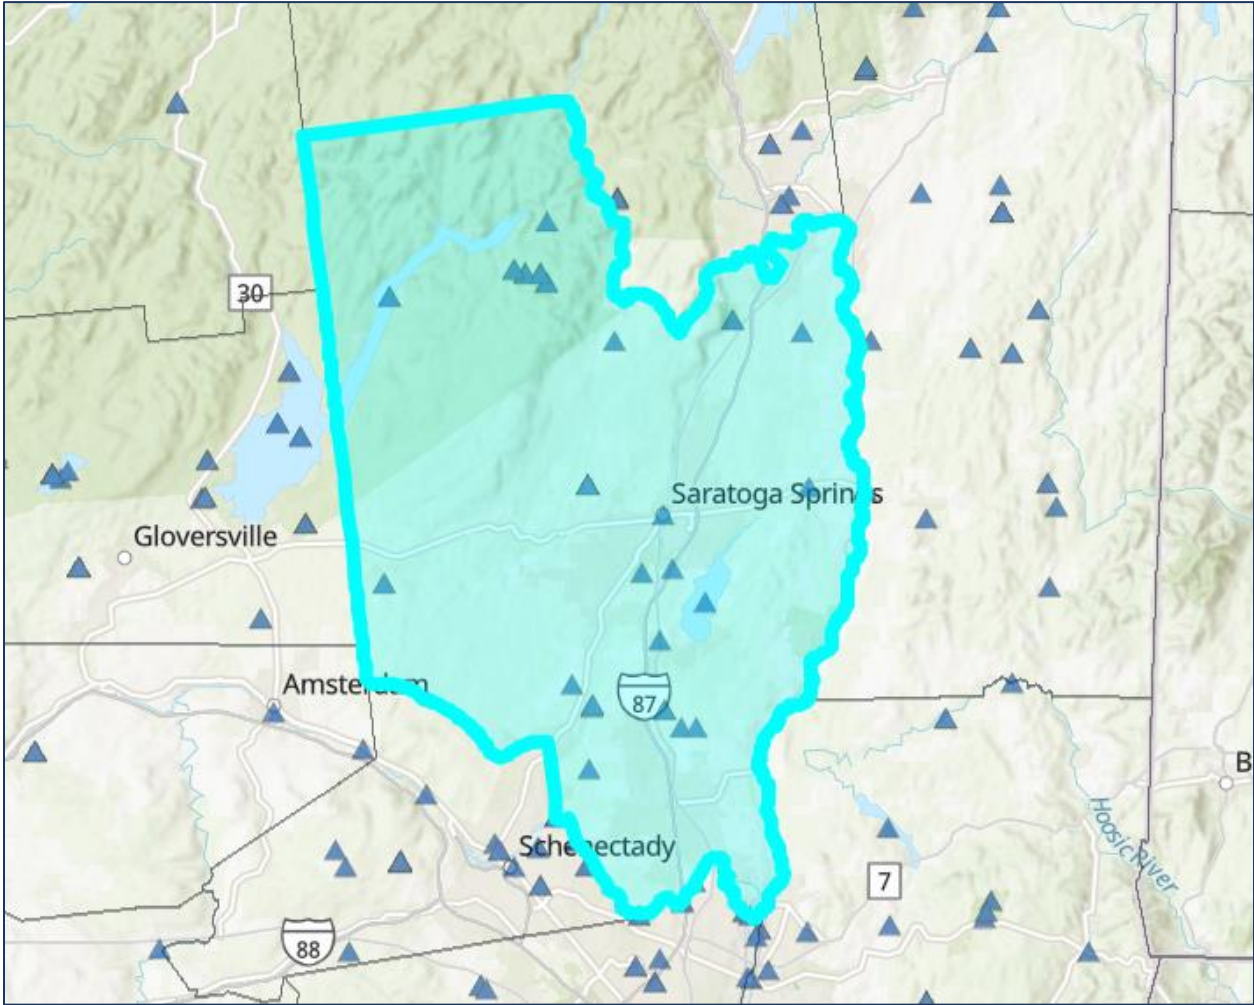 30
Saratoga Springs
Gloversville
Amsterdam
87
B
Schenectady
Hoosic River
7
88